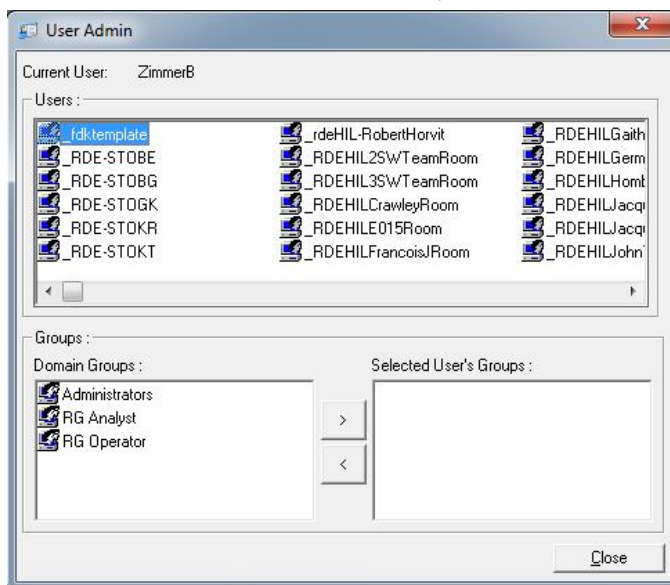 User Admin
Current User: ZimmerB
Users :
_fdktemplate
_RDE-STOBE
_RDE-STOBG
_RDE-STOGK
_RDE-STOKR
_RDE-STOKT
_rdeHIL-RobertHorvit
_RDEHIL2SWTeamRoom
_RDEHIL3SWTeamRoom
_RDEHILCrawleyRoom
_RDEHILE015Room
_RDEHILFrancoisJRoom
_RDEHILGaith
_RDEHILGerm
_RDEHILHomb
_RDEHILJacq
_RDEHILJacq
_RDEHILJohn
Groups :
Domain Groups :
Administrators
RG Analyst
RG Operator
>
<
Selected User's Groups :
Close